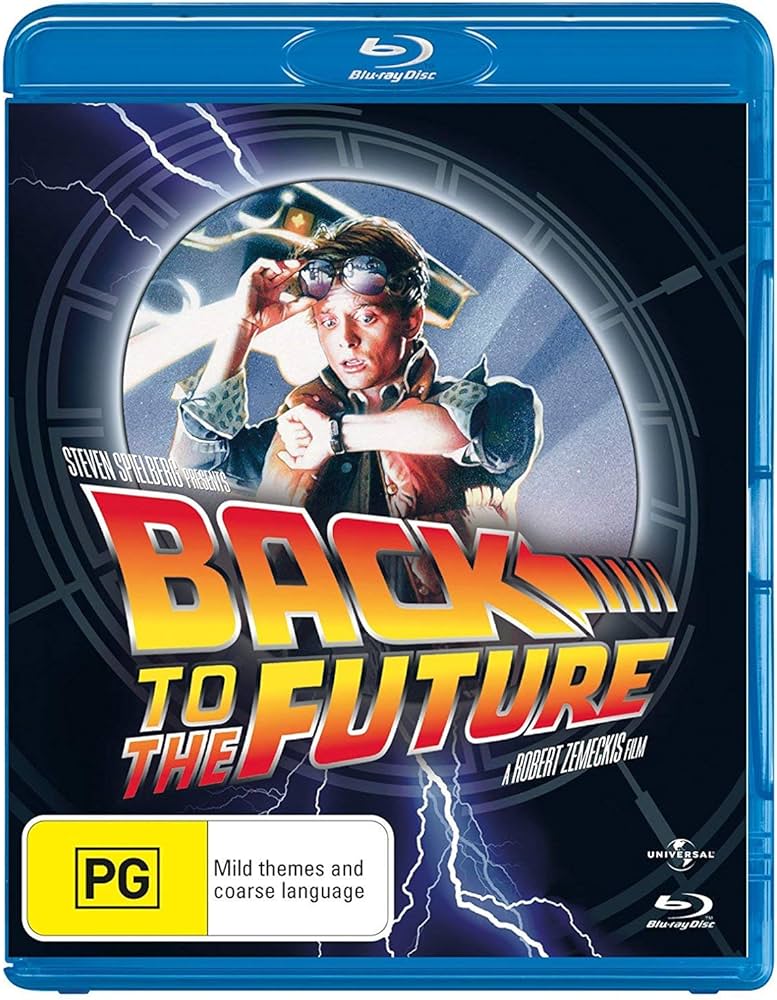 Blu-ray Disc
STEVEN SPIELBERG PRESENTS
BACK
TO
THE FUTURE
A ROBERT ZEMECKIS FILM
PG
Mild themes and
coarse language
UNIVERSAL
Blu-ray Disc™